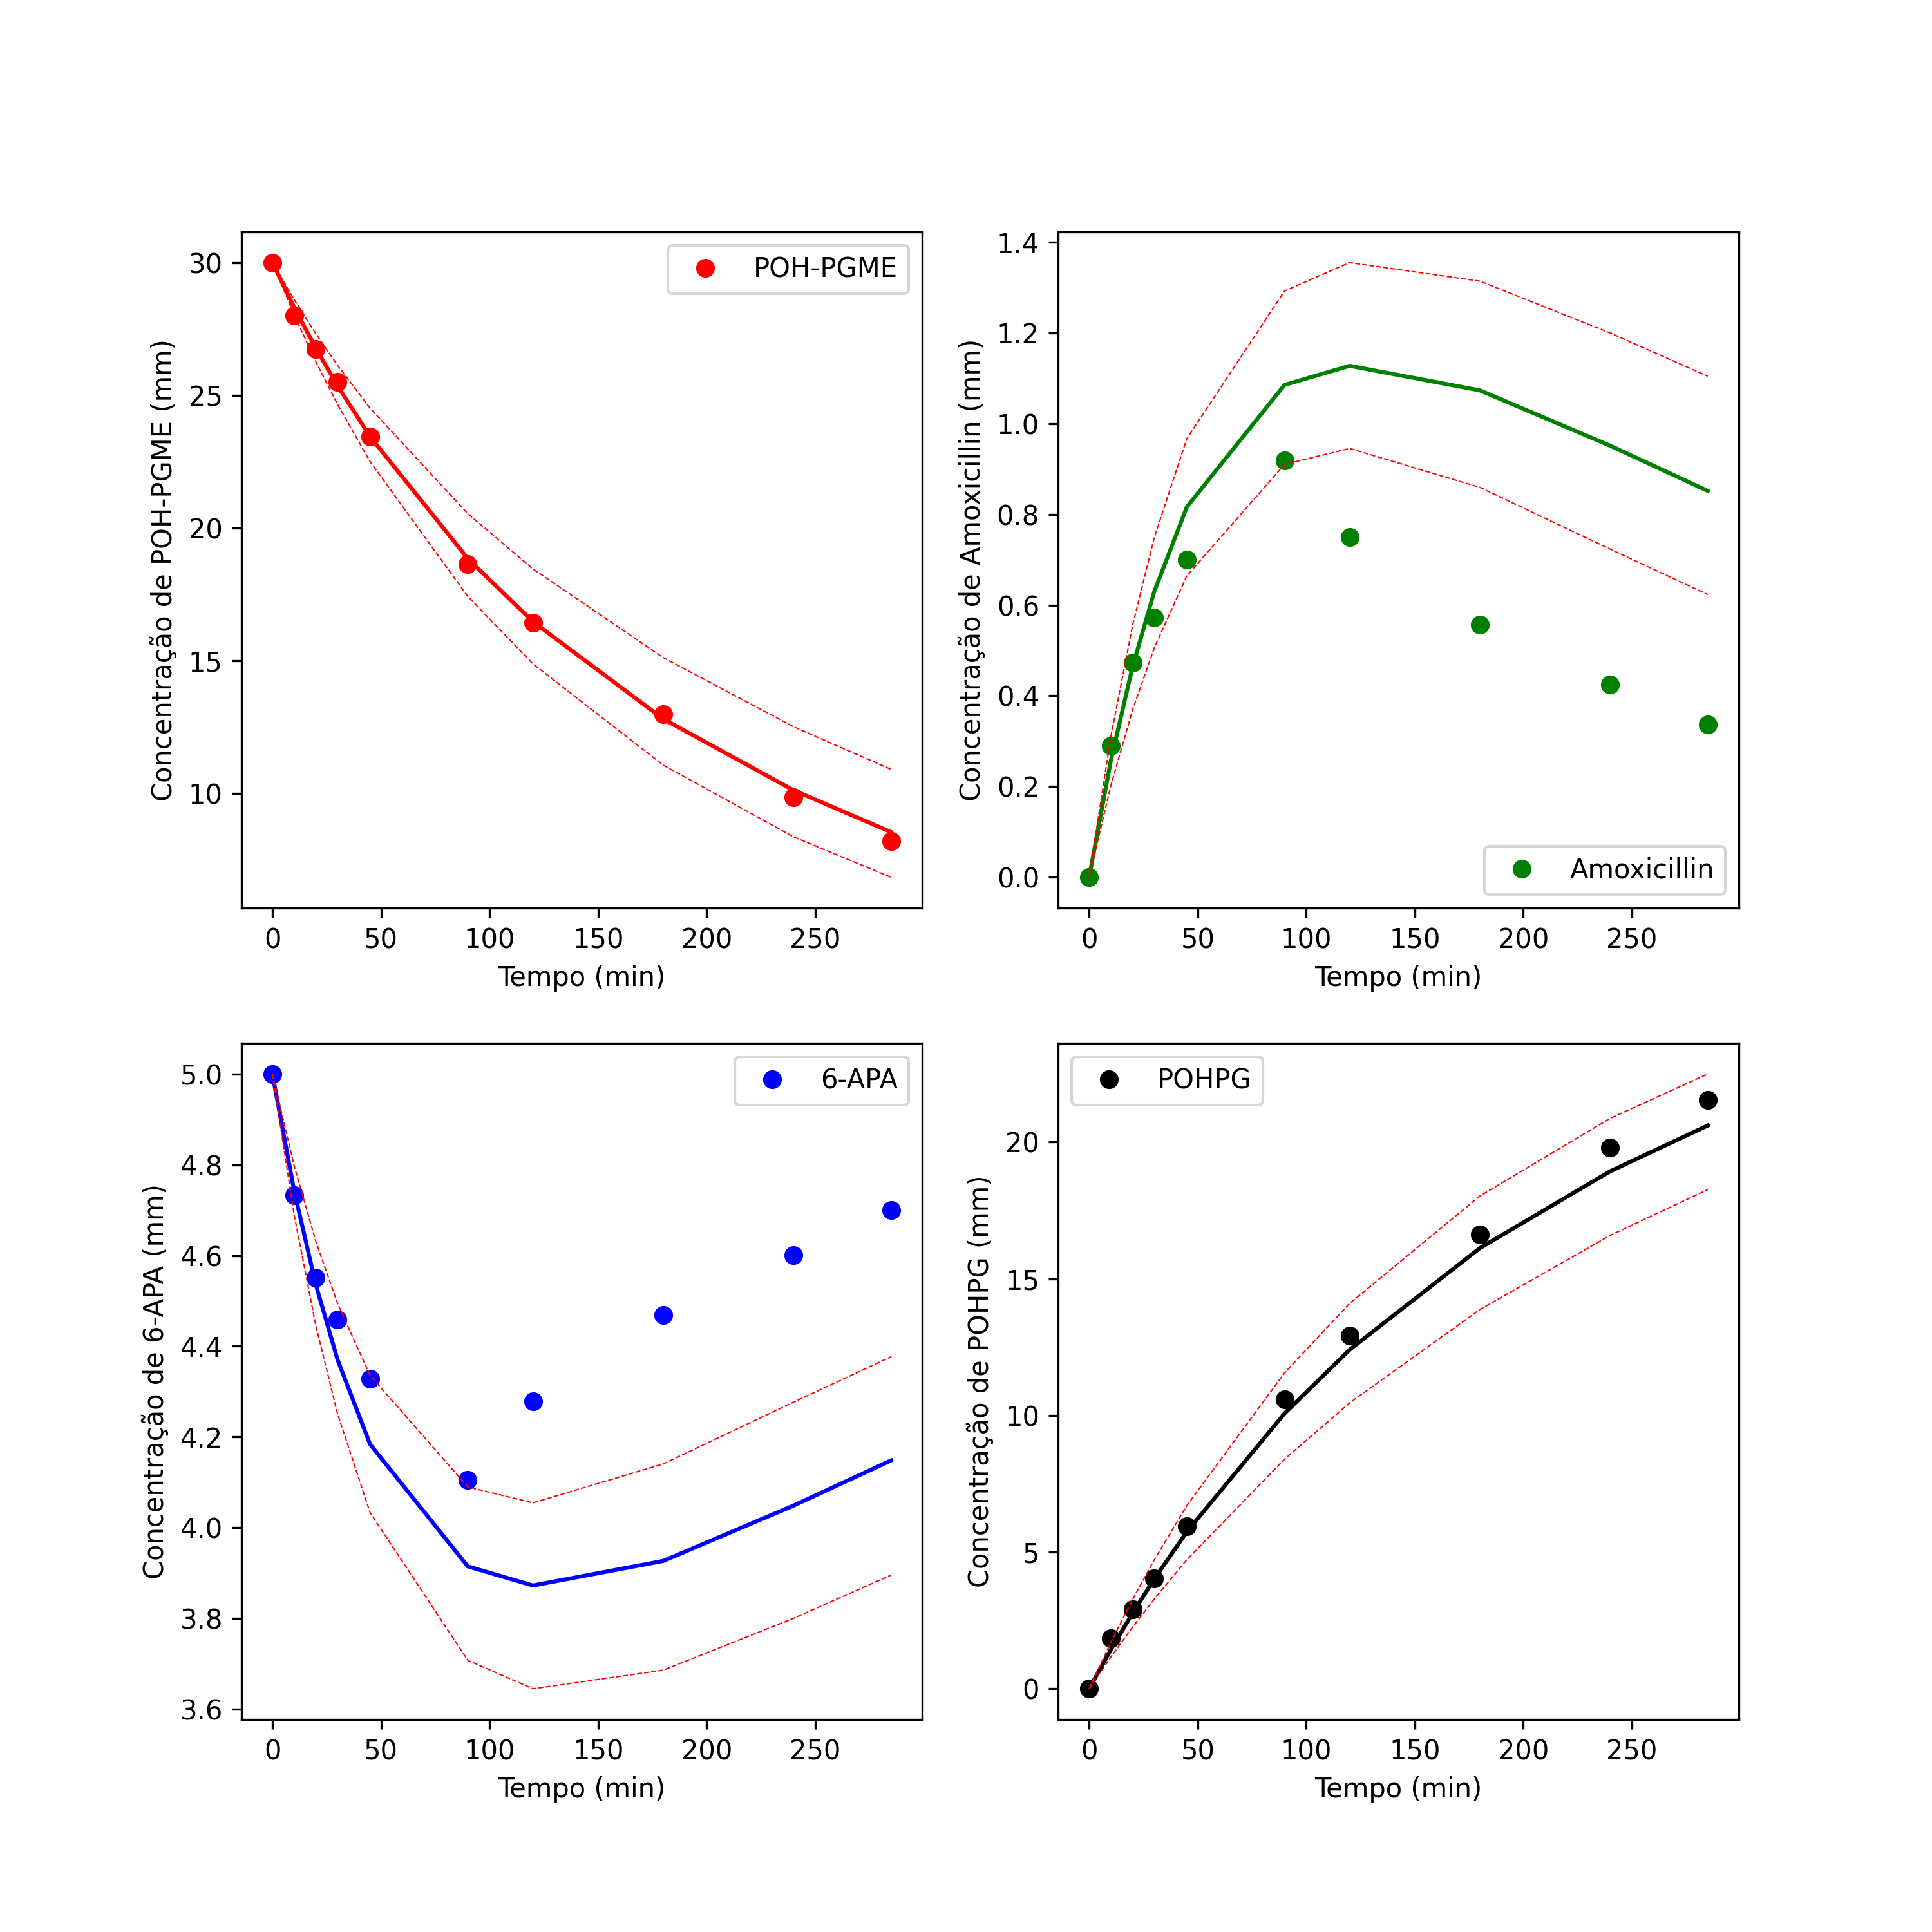 Concentração de POH-PGME (mm)
30
25
20
15
10
POH-PGME
0 50 100 150 200 250
Tempo (min)
Concentração de Amoxicillin (mm)
1.4
1.2
1.0
0.8
0.6
0.4
0.2
0.0
Amoxicillin
0 50 100 150 200 250
Tempo (min)
Concentração de 6-APA (mm)
5.0
4.8
4.6
4.4
4.2
4.0
3.8
3.6
6-APA
0 50 100 150 200 250
Tempo (min)
Concentração de POHPG (mm)
20
15
10
5
0
POHPG
0 50 100 150 200 250
Tempo (min)